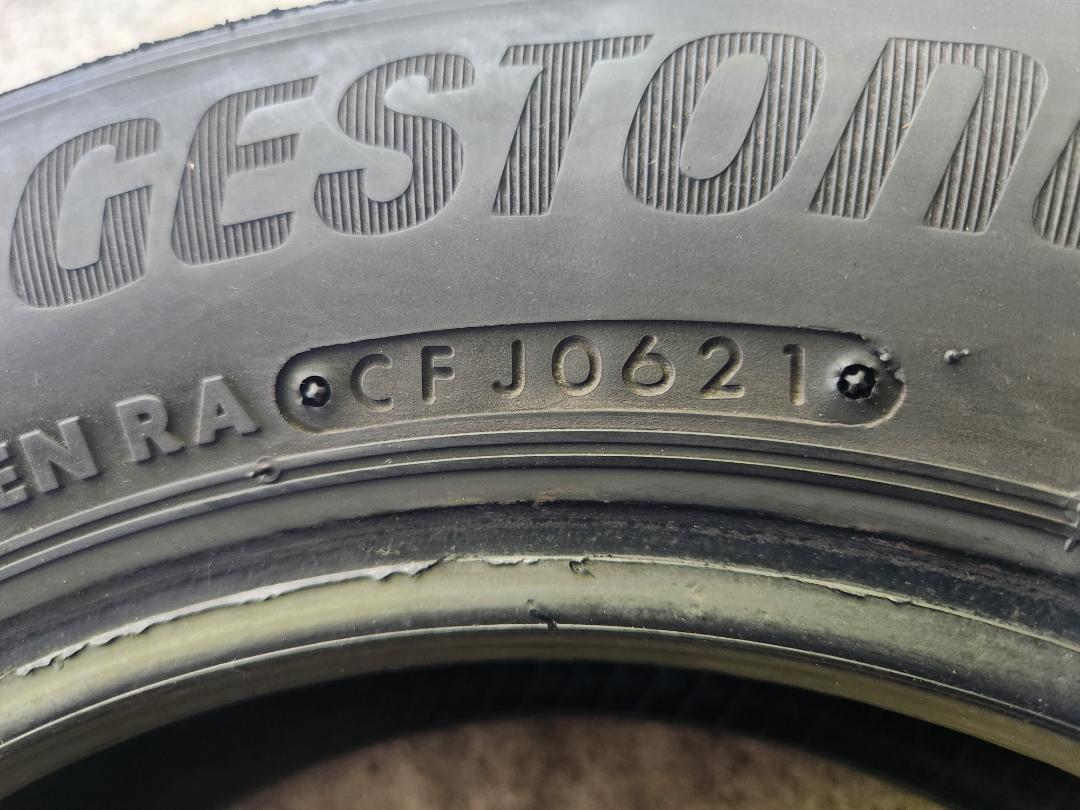 GESTON
EN RA
CFJ0621